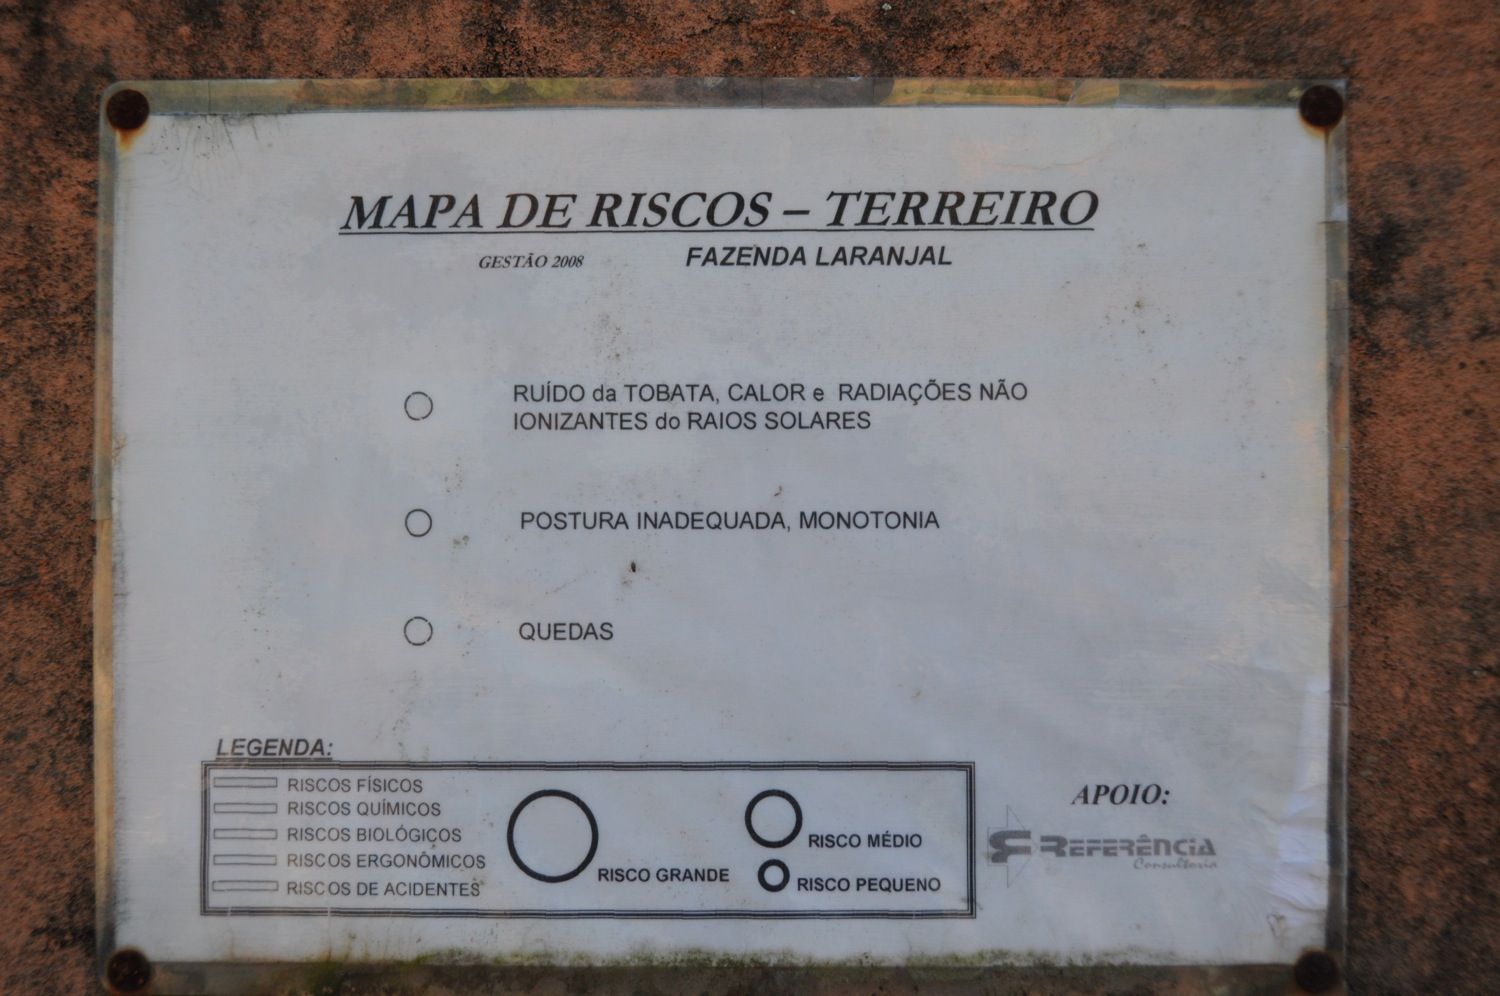 MAPA DE RISCOS – TERREIRO
GESTÃO 2008 FAZENDA LARANJAL
RUÍDO da TOBATA, CALOR e RADIAÇÕES NÃO
IONIZANTES do RAIOS SOLARES
POSTURA INADEQUADA, MONOTONIA
QUEDAS
LEGENDA:
RISCOS FÍSICOS
RISCOS QUÍMICOS
RISCOS BIOLÓGICOS
RISCOS ERGONÔMICOS
RISCOS DE ACIDENTES
RISCO GRANDE
RISCO MÉDIO
RISCO PEQUENO
APOIO:
REFERÊNCIA
Consultoria